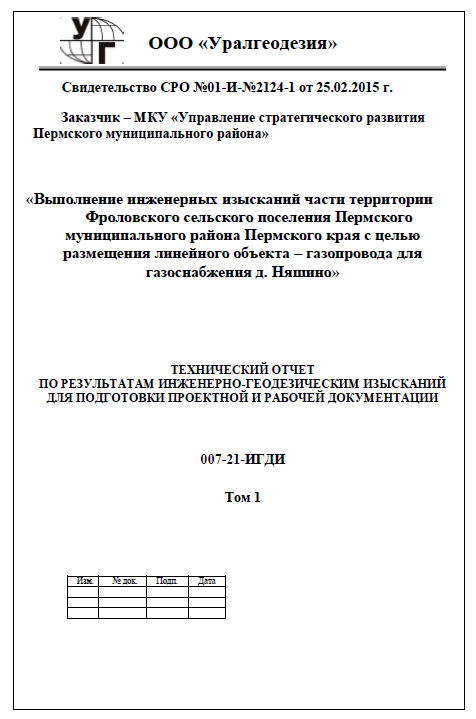 У
Г
ООО «Уралгеодезия»
Свидетельство СРО №01-И-№2124-1 от 25.02.2015 г.
Заказчик – МКУ «Управление стратегического развития
Пермского муниципального района»
«Выполнение инженерных изысканий части территории
Фроловского сельского поселения Пермского
муниципального района Пермского края с целью
размещения линейного объекта – газопровода для
газоснабжения д. Няшино»
ТЕХНИЧЕСКИЙ ОТЧЕТ
ПО РЕЗУЛЬТАТАМ ИНЖЕНЕРНО-ГЕОДЕЗИЧЕСКИМ ИЗЫСКАНИЙ
ДЛЯ ПОДГОТОВКИ ПРОЕКТНОЙ И РАБОЧЕЙ ДОКУМЕНТАЦИИ
007-21-ИГДИ
Том 1
Изм. № док. Подп. Дата